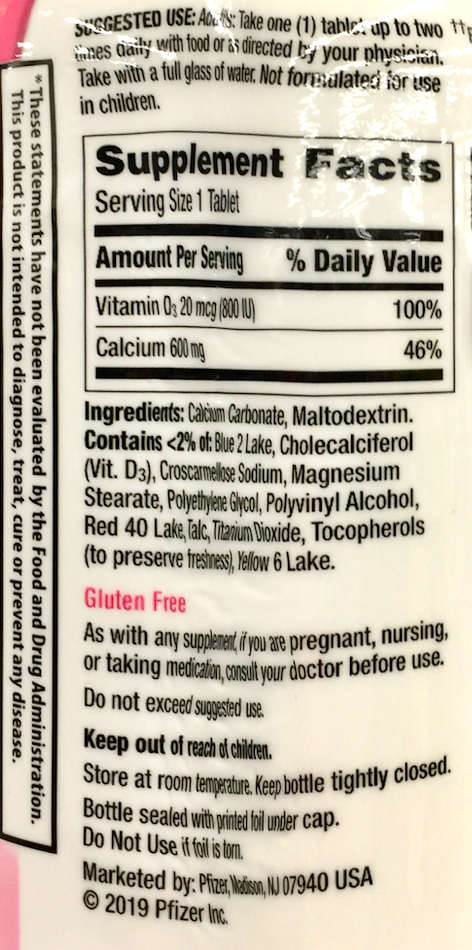 SUGGESTED USE: Adults: Take one (1) tablet up to two
times daily with food or as directed by your physician.
Take with a full glass of water. Not formulated for use
in children.
Supplement Facts
Serving Size 1 Tablet
Amount Per Serving % Daily Value
Vitamin D₃ 20 mcg (800 IU) 100%
Calcium 600 mg 46%
Ingredients: Calcium Carbonate, Maltodextrin.
Contains <2% of: Blue 2 Lake, Cholecalciferol
(Vit. D₃), Croscarmellose Sodium, Magnesium
Stearate, Polyethylene Glycol, Polyvinyl Alcohol,
Red 40 Lake, Talc, Titanium Dioxide, Tocopherols
(to preserve freshness), Yellow 6 Lake.
Gluten Free
As with any supplement, if you are pregnant, nursing,
or taking medication, consult your doctor before use.
Do not exceed suggested use.
Keep out of reach of children.
Store at room temperature. Keep bottle tightly closed.
Bottle sealed with printed foil under cap.
Do Not Use if foil is torn.
Marketed by: Pfizer, Madison, NJ 07940 USA
© 2019 Pfizer Inc.
* These statements have not been evaluated by the Food and Drug Administration.
This product is not intended to diagnose, treat, cure or prevent any disease.
††